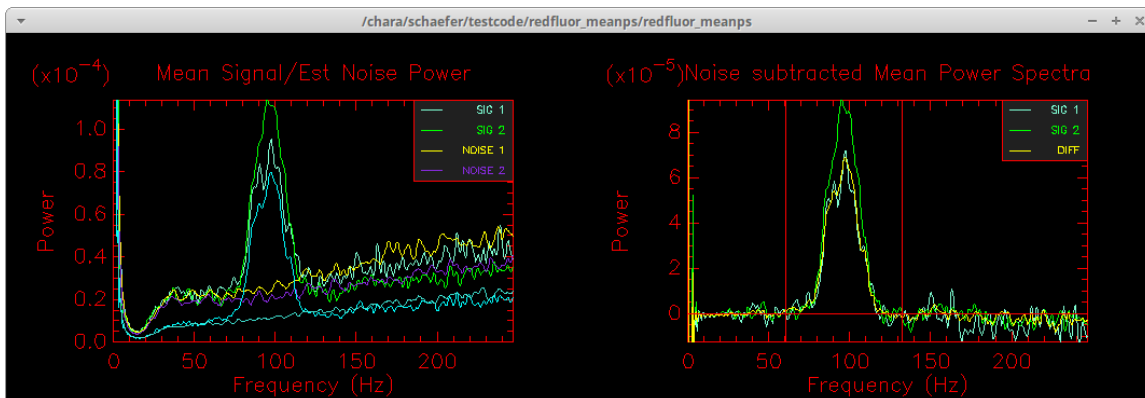 /chara/schaefer/testcode/redfluor_meanps/redfluor_meanps
(x10⁻⁴) Mean Signal/Est Noise Power
SIG 1
SIG 2
NOISE 1
NOISE 2
Power
1.0
0.8
0.6
0.4
0.2
0.0
0 50 100 150 200
Frequency (Hz)
(x10⁻⁵) Noise subtracted Mean Power Spectra
SIG 1
SIG 2
DIFF
Power
8
6
4
2
0
0 50 100 150 200
Frequency (Hz)